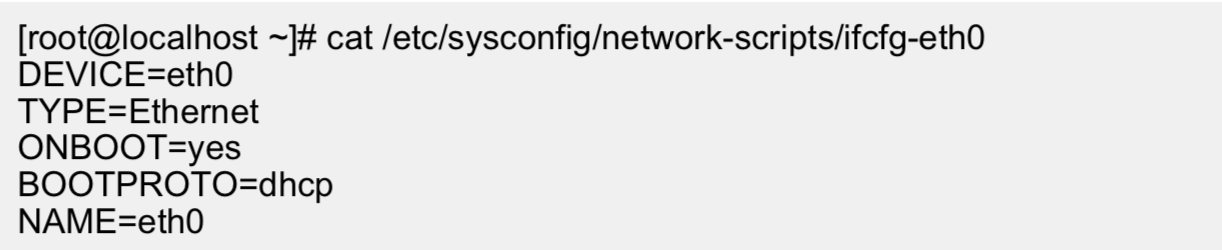 [root@localhost ~]# cat /etc/sysconfig/network-scripts/ifcfg-eth0
DEVICE=eth0
TYPE=Ethernet
ONBOOT=yes
BOOTPROTO=dhcp
NAME=eth0